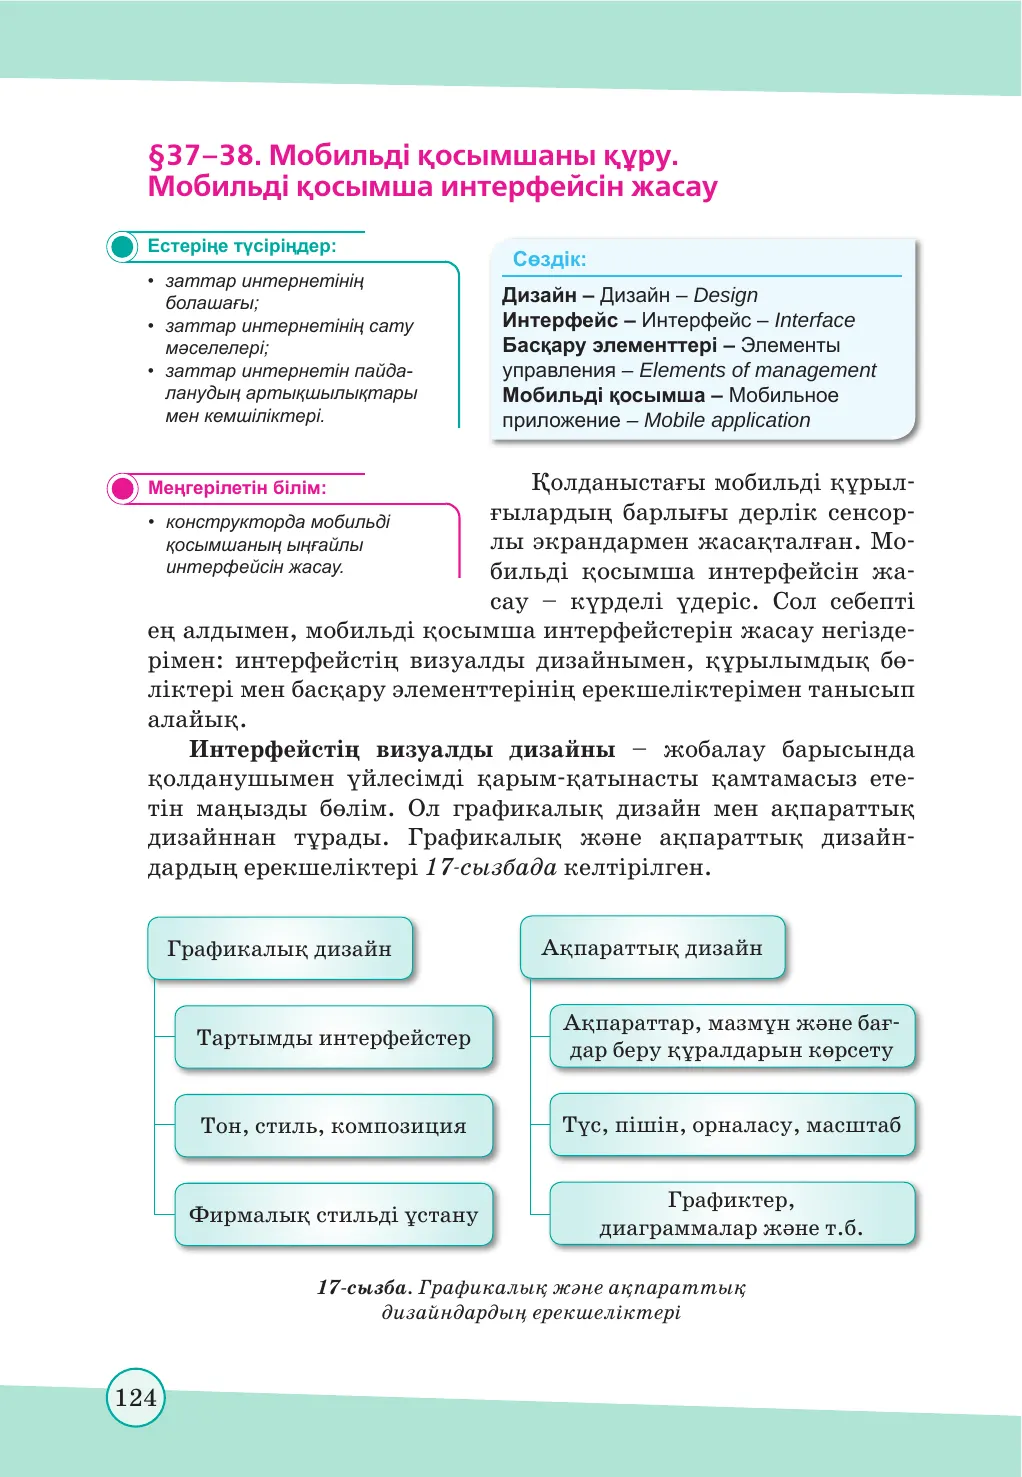 §37–38. Мобильді қосымшаны құру.
Мобильді қосымша интерфейсін жасау
Естеріңе түсіріңдер:
• заттар интернетінің
болашағы;
• заттар интернетінің сату
мәселелері;
• заттар интернетін пайда-
ланудың артықшылықтары
мен кемшіліктері.
Сөздік:
Дизайн – Дизайн – Design
Интерфейс – Интерфейс – Interface
Басқару элементтері – Элементы
управления – Elements of management
Мобильді қосымша – Мобильное
приложение – Mobile application
Меңгерілетін білім:
• конструкторда мобильді
қосымшаның ыңғайлы
интерфейсін жасау.
Қолданыстағы мобильді құрыл-
ғылардың барлығы дерлік сенсор-
лы экрандармен жасақталған. Мо-
бильді қосымша интерфейсін жа-
сау – күрделі үдеріс. Сол себепті
ең алдымен, мобильді қосымша интерфейстерін жасау негізде-
рімен: интерфейстің визуалды дизайнымен, құрылымдық бө-
ліктері мен басқару элементтерінің ерекшеліктерімен танысып
алайық.
Интерфейстің визуалды дизайны – жобалау барысында
қолданушымен үйлесімді қарым-қатынасты қамтамасыз ете-
тін маңызды бөлім. Ол графикалық дизайн мен ақпараттық
дизайннан тұрады. Графикалық және ақпараттық дизайн-
дардың ерекшеліктері 17-сызбада келтірілген.
Графикалық дизайн
Тартымды интерфейстер
Тон, стиль, композиция
Фирмалық стильді ұстану
Ақпараттық дизайн
Ақпараттар, мазмұн және бағ-
дар беру құралдарын көрсету
Түс, пішін, орналасу, масштаб
Графиктер,
диаграммалар және т.б.
17-сызба. Графикалық және ақпараттық
дизайндардың ерекшеліктері
124